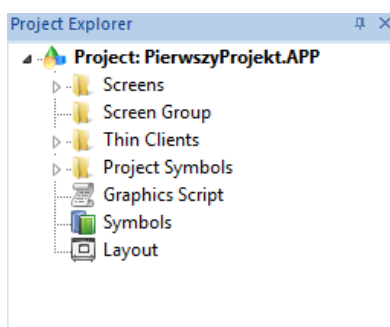 Project Explorer
Project: PierwszyProjekt.APP
Screens
Screen Group
Thin Clients
Project Symbols
Graphics Script
Symbols
Layout